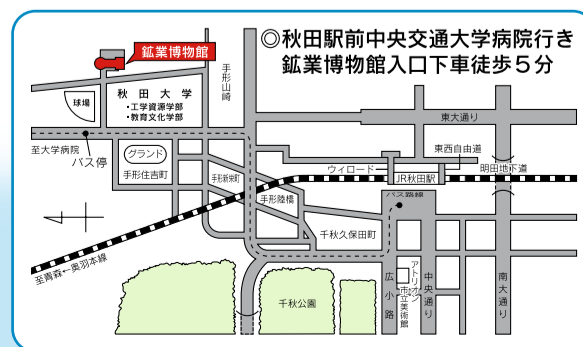 ◎秋田駅前中央交通大学病院行き
鉱業博物館入口下車徒歩５分
鉱業博物館
手形山崎
球場
秋田大学
・工学資源学部
・教育文化学部
至大学病院
バス停
グランド
手形住吉町
手形新栄町
手形陸橋
東大通り
東西自由道
ウィロード
JR秋田駅
明田地下道
バス路線
千秋久保田町
至青森←奥羽本線
千秋公園
広小路
アトリオン
市立美術館
中央通り
南大通り